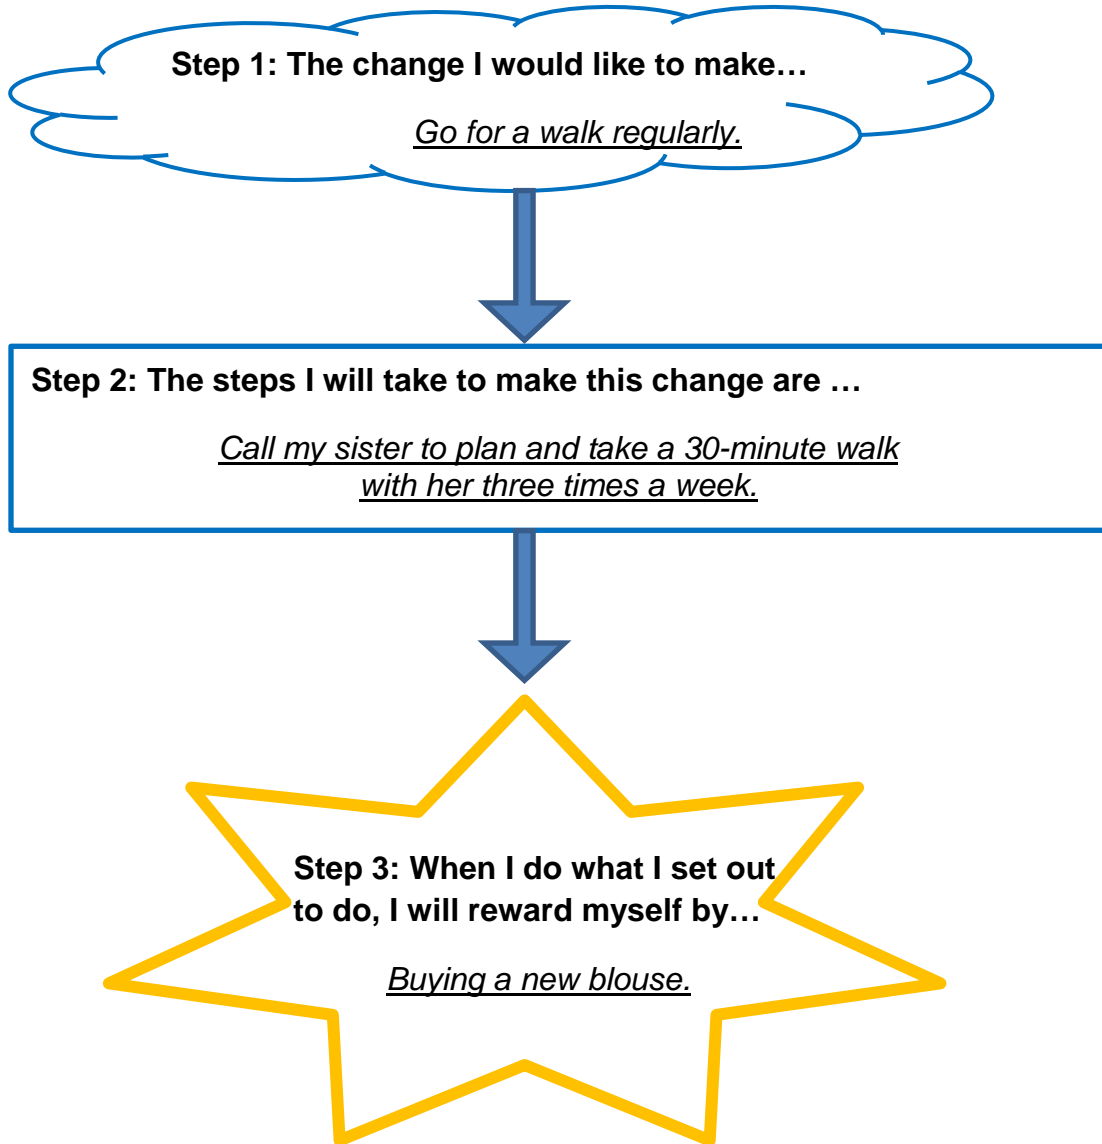 Step 1: The change I would like to make…
Go for a walk regularly.
Step 2: The steps I will take to make this change are …
Call my sister to plan and take a 30-minute walk
with her three times a week.
Step 3: When I do what I set out
to do, I will reward myself by…
Buying a new blouse.